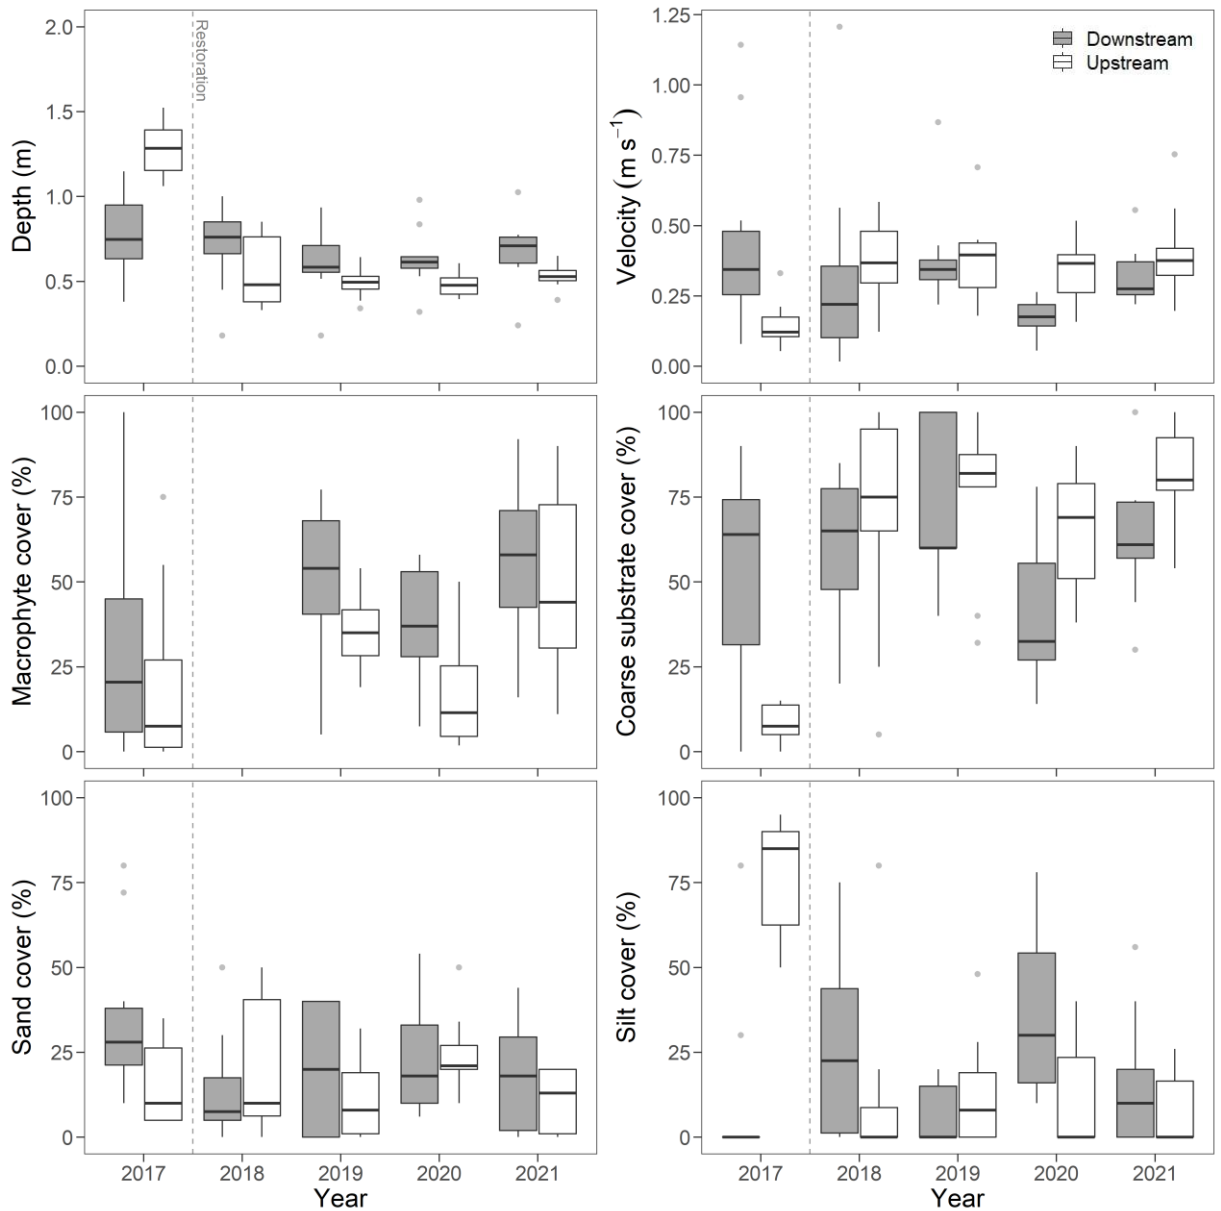 Depth (m)
2.0
1.5
1.0
0.5
0.0
Restoration
Velocity (m s⁻¹)
1.25
1.00
0.75
0.50
0.25
0.00
Downstream
Upstream
Macrophyte cover (%)
100
75
50
25
0
Coarse substrate cover (%)
100
75
50
25
0
Sand cover (%)
100
75
50
25
0
2017 2018 2019 2020 2021
Year
Silt cover (%)
100
75
50
25
0
2017 2018 2019 2020 2021
Year